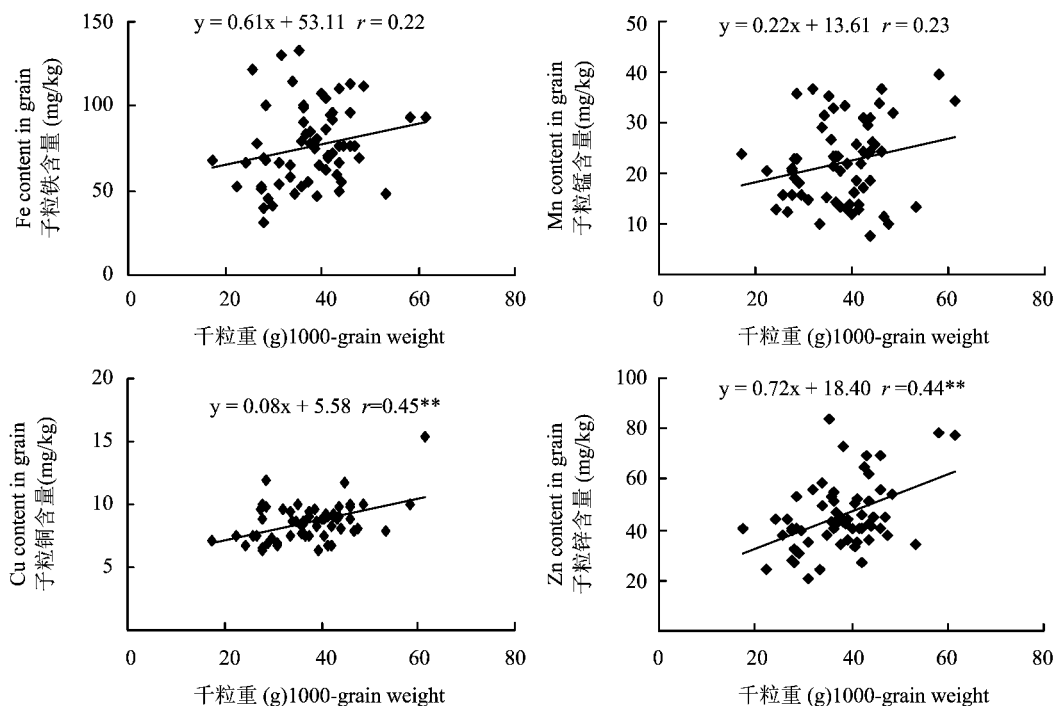 y = 0.61x + 53.11 r = 0.22
Fe content in grain
子粒铁含量 (mg/kg)
150
100
50
0
0
20
40
60
80
千粒重 (g)1000-grain weight
y = 0.22x + 13.61 r = 0.23
Mn content in grain
子粒锰含量 (mg/kg)
50
40
30
20
10
0
20
40
60
80
千粒重 (g)1000-grain weight
y = 0.08x + 5.58 r=0.45**
Cu content in grain
子粒铜含量(mg/kg)
20
15
10
5
0
20
40
60
80
千粒重 (g)1000-grain weight
y = 0.72x + 18.40 r=0.44**
Zn content in grain
子粒锌含量 (mg/kg)
100
80
60
40
20
0
20
40
60
80
千粒重 (g)1000-grain weight